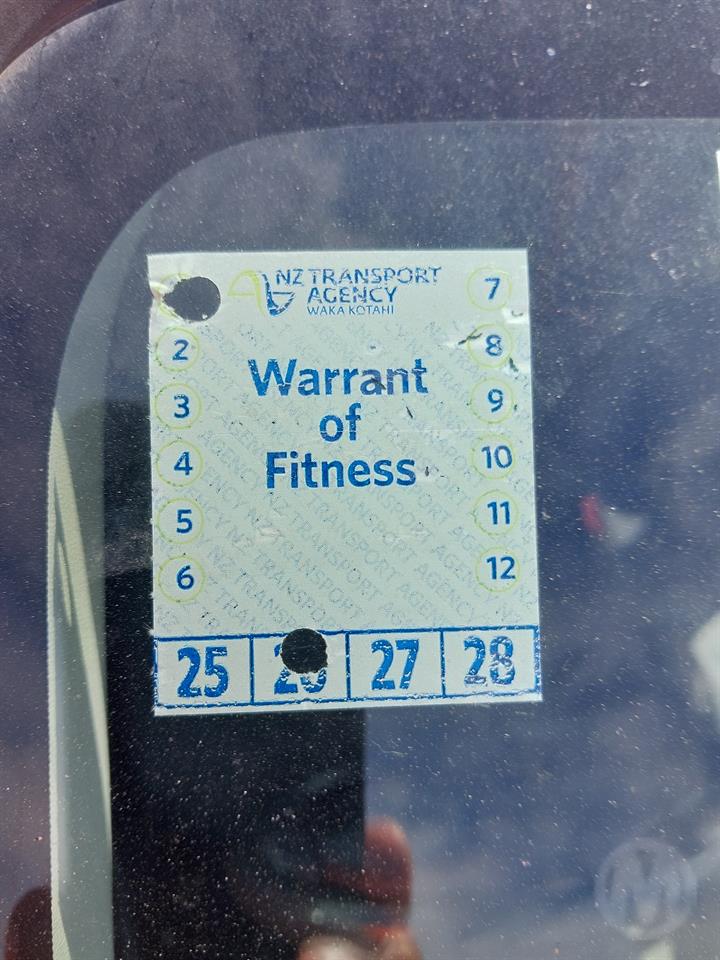 NZ TRANSPORT
AGENCY
WAKA KOTAHI
7
2
8
Warrant
of
Fitness
3
9
4
10
5
11
6
12
25
27
28
M